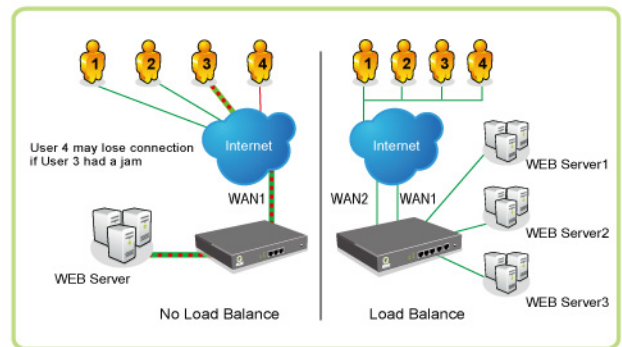 1 2 3 4
User 4 may lose connection
if User 3 had a jam
Internet
WAN1
WEB Server
No Load Balance
1 2 3 4
Internet
WAN2 WAN1
WEB Server1
WEB Server2
WEB Server3
Load Balance